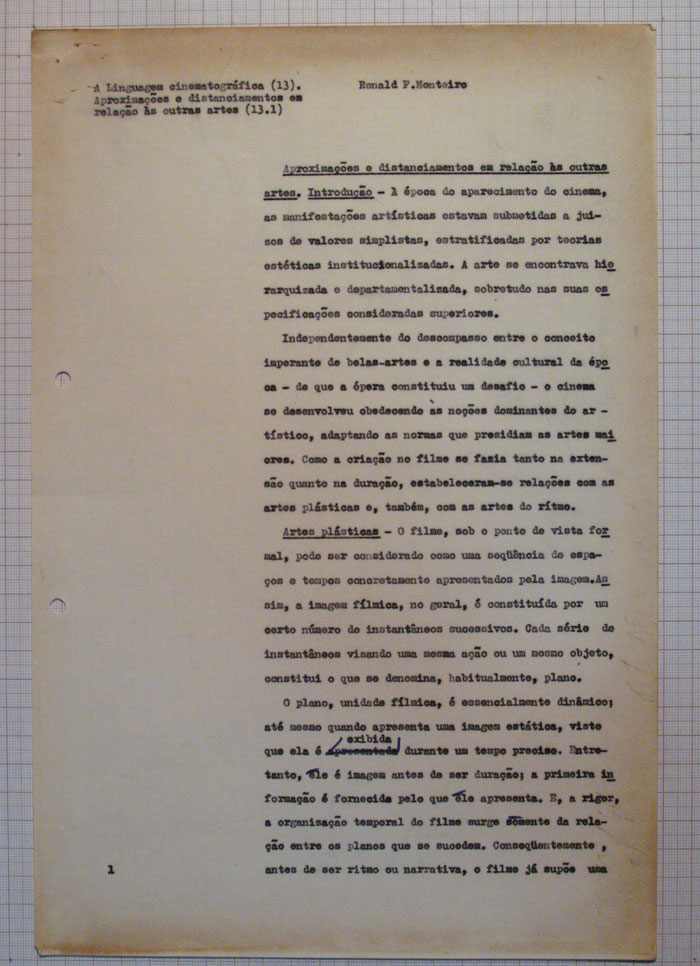 A Linguagem cinematográfica (13).
Ronald F.Monteiro
Aproximações e distanciamentos em
relação às outras artes (13.1)
Aproximações e distanciamentos em relação às outras
artes. Introdução - À época do aparecimento do cinema,
as manifestações artísticas estavam submetidas a juí-
zos de valores simplistas, estratificadas por teorias
estéticas institucionalizadas. A arte se encontrava hie
rarquizada e departamentalizada, sobretudo nas suas es
pecificações consideradas superiores.
Independentemente do descompasso entre o conceito
imperante de belas-artes e a realidade cultural da épo
ca - de que a ópera constituiu um desafio - o cinema
se desenvolveu obedecendo às noções dominantes do ar -
tístico, adaptando as normas que presidiam as artes mai
ores. Como a criação no filme se fazia tanto na exten-
são quanto na duração, estabeleceram-se relações com as
artes plásticas e, também, com as artes do rítmo.
Artes plásticas - O filme, sob o ponto de vista for
mal, pode ser considerado como uma seqüência de espa-
ços e tempos concretamente apresentados pela imagem.As
sim, a imagem fílmica, no geral, é constituída por um
certo número de instantâneos sucessivos. Cada série de
instantâneos visando uma mesma ação ou um mesmo objeto,
constitui o que se denomina, habitualmente, plano.
O plano, unidade fílmica, é essencialmente dinâmico;
até mesmo quando apresenta uma imagem estática, visto
exibida
que ela é apresentada durante um tempo preciso. Entre-
tanto, ele é imagem antes de ser duração; a primeira in
formação é fornecida pelo que ele apresenta. E, a rigor,
a organização temporal do filme surge somente da rela-
ção entre os planos que se sucedem. Conseqüentemente ,
antes de ser ritmo ou narrativa, o filme já supõe uma
1